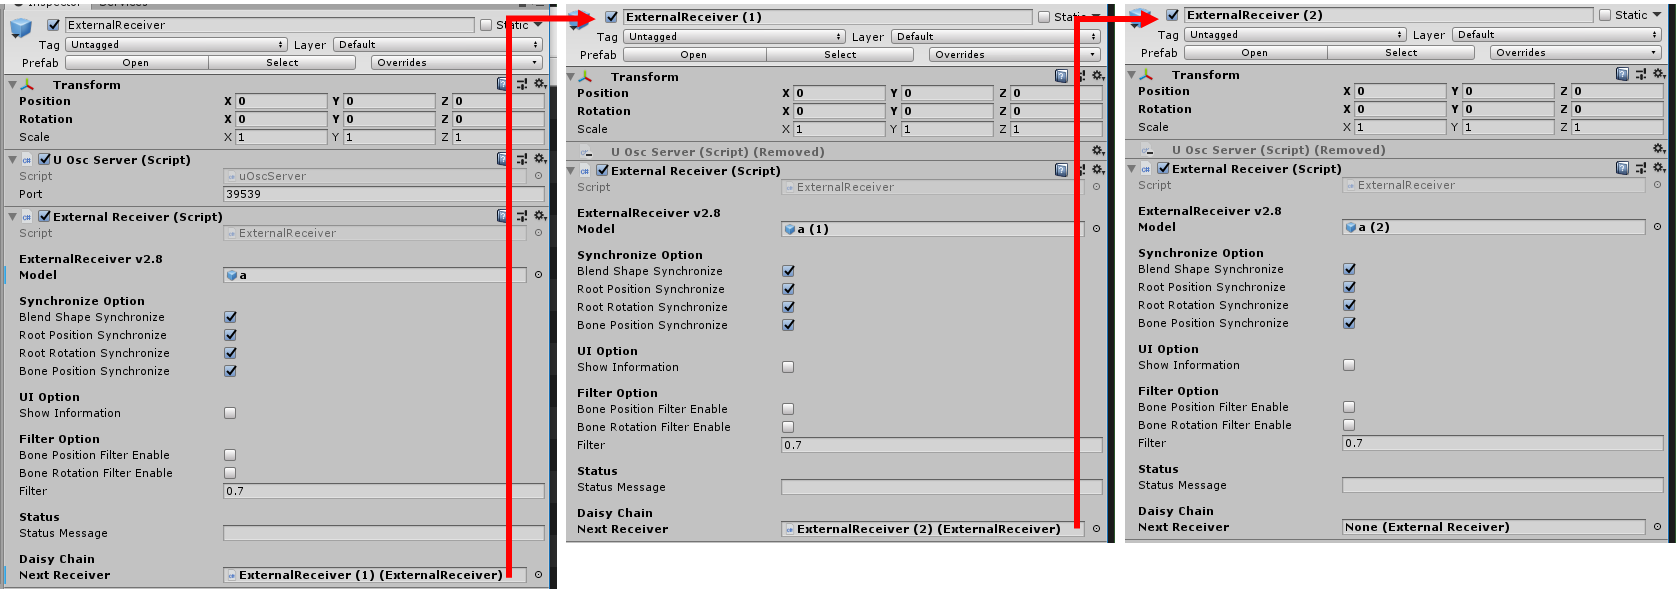 Inspector Services
ExternalReceiver Static
Tag Untagged Layer Default
Prefab Open Select Overrides
Transform
Position X 0 Y 0 Z 0
Rotation X 0 Y 0 Z 0
Scale X 1 Y 1 Z 1
U Osc Server (Script)
Script uOscServer
Port 39539
External Receiver (Script)
Script ExternalReceiver
ExternalReceiver v2.8
Model a
Synchronize Option
Blend Shape Synchronize
Root Position Synchronize
Root Rotation Synchronize
Bone Position Synchronize
UI Option
Show Information
Filter Option
Bone Position Filter Enable
Bone Rotation Filter Enable
Filter 0.7
Status
Status Message
Daisy Chain
Next Receiver ExternalReceiver (1) (ExternalReceiver)
ExternalReceiver (1) Static
Tag Untagged Layer Default
Prefab Open Select Overrides
Transform
Position X 0 Y 0 Z 0
Rotation X 0 Y 0 Z 0
Scale X 1 Y 1 Z 1
U Osc Server (Script) (Removed)
External Receiver (Script)
Script ExternalReceiver
ExternalReceiver v2.8
Model a (1)
Synchronize Option
Blend Shape Synchronize
Root Position Synchronize
Root Rotation Synchronize
Bone Position Synchronize
UI Option
Show Information
Filter Option
Bone Position Filter Enable
Bone Rotation Filter Enable
Filter 0.7
Status
Status Message
Daisy Chain
Next Receiver ExternalReceiver (2) (ExternalReceiver)
ExternalReceiver (2) Static
Tag Untagged Layer Default
Prefab Open Select Overrides
Transform
Position X 0 Y 0 Z 0
Rotation X 0 Y 0 Z 0
Scale X 1 Y 1 Z 1
U Osc Server (Script) (Removed)
External Receiver (Script)
Script ExternalReceiver
ExternalReceiver v2.8
Model a (2)
Synchronize Option
Blend Shape Synchronize
Root Position Synchronize
Root Rotation Synchronize
Bone Position Synchronize
UI Option
Show Information
Filter Option
Bone Position Filter Enable
Bone Rotation Filter Enable
Filter 0.7
Status
Status Message
Daisy Chain
Next Receiver None (External Receiver)